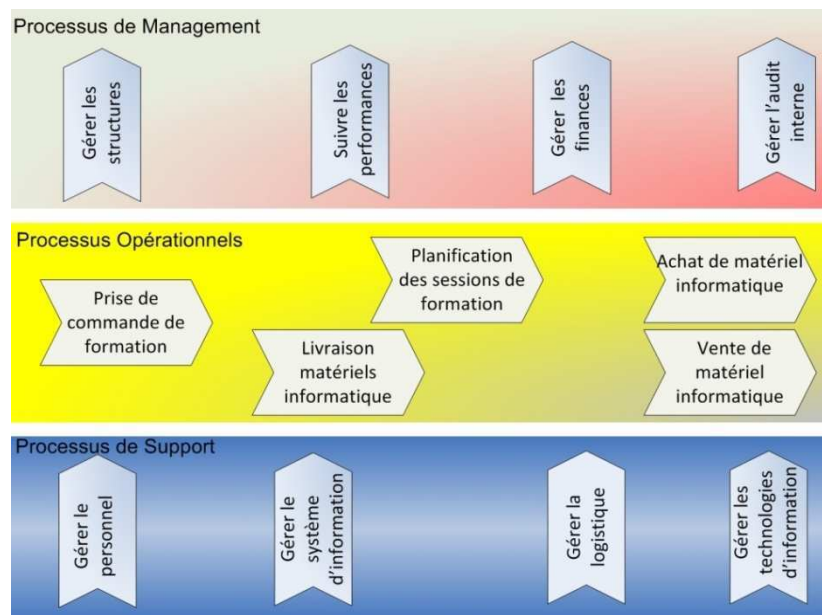 Processus de Management
Gérer les
structures
Suivre les
performances
Gérer les
finances
Gérer l'audit
interne
Processus Opérationnels
Prise de
commande de
formation
Livraison
matériels
informatique
Planification
des sessions de
formation
Achat de matériel
informatique
Vente de
matériel
informatique
Processus de Support
Gérer le
personnel
Gérer le
système
d'information
Gérer la
logistique
Gérer les
technologies
d'information